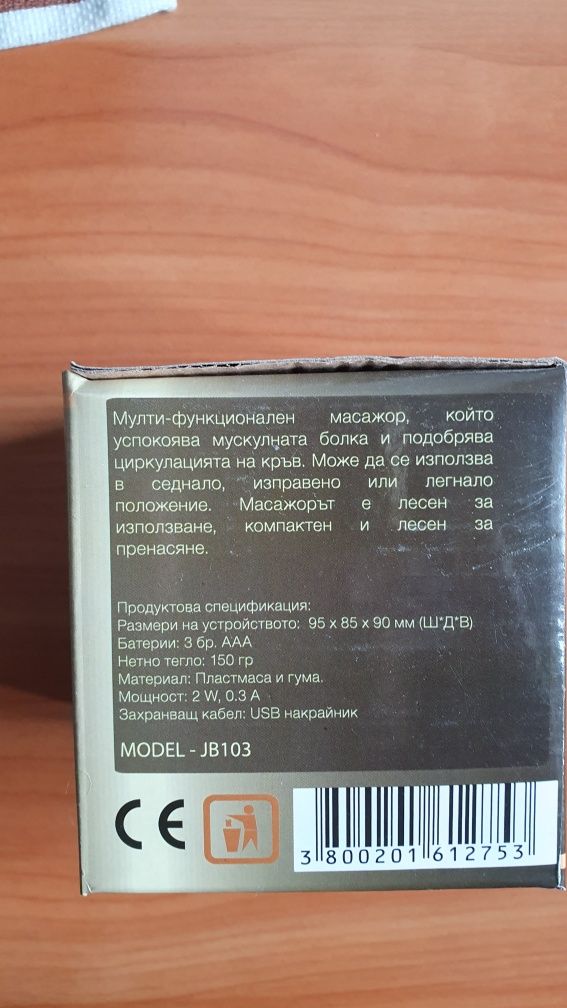 Мулти-функционален масажор, който
успокоява мускулната болка и подобрява
циркулацията на кръв. Може да се използва
в седнало, изправено или легнало
положение. Масажорът е лесен за
използване, компактен и лесен за
пренасяне.
Продуктова спецификация:
Размери на устройството: 95 x 85 x 90 мм (Ш*Д*В)
Батерии: 3 бр. ААА
Нетно тегло: 150 гр
Материал: Пластмаса и гума.
Мощност: 2 W, 0.3 A
Захранващ кабел: USB накрайник
MODEL - JB103
CE
3 800201 612753